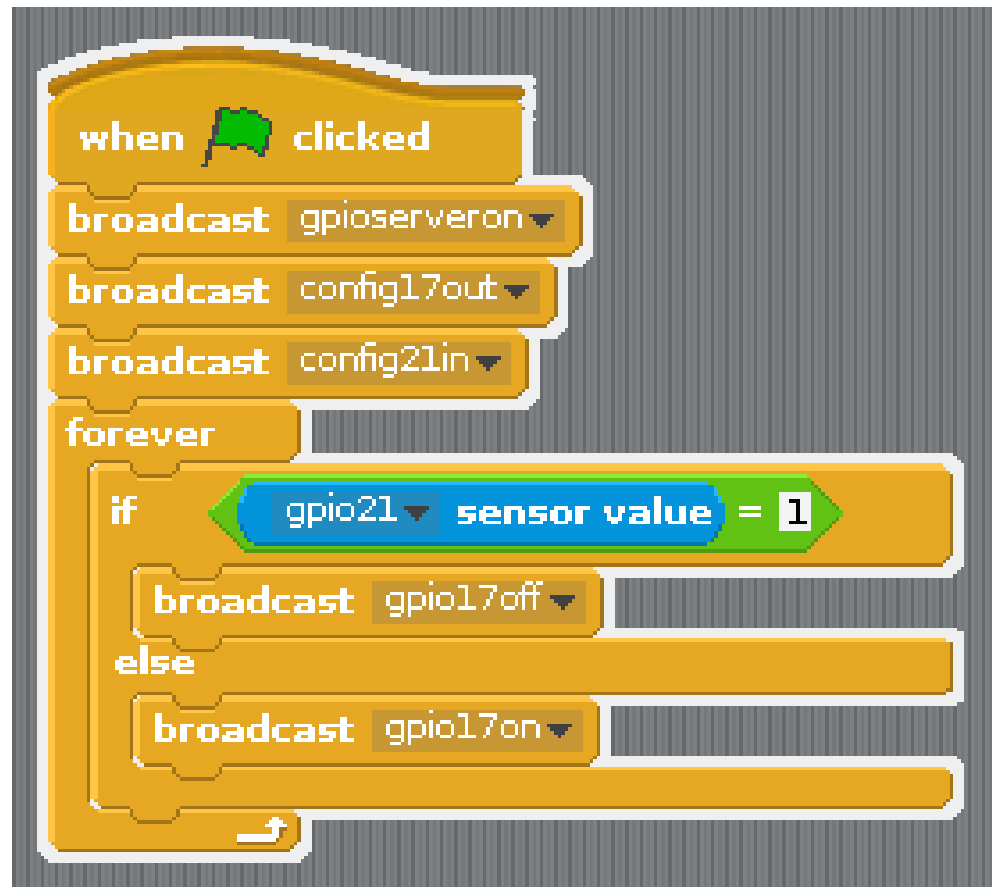 when clicked
broadcast gpioserveron
broadcast config17out
broadcast config21in
forever
if gpio21 sensor value = 1
broadcast gpio17off
else
broadcast gpio17on